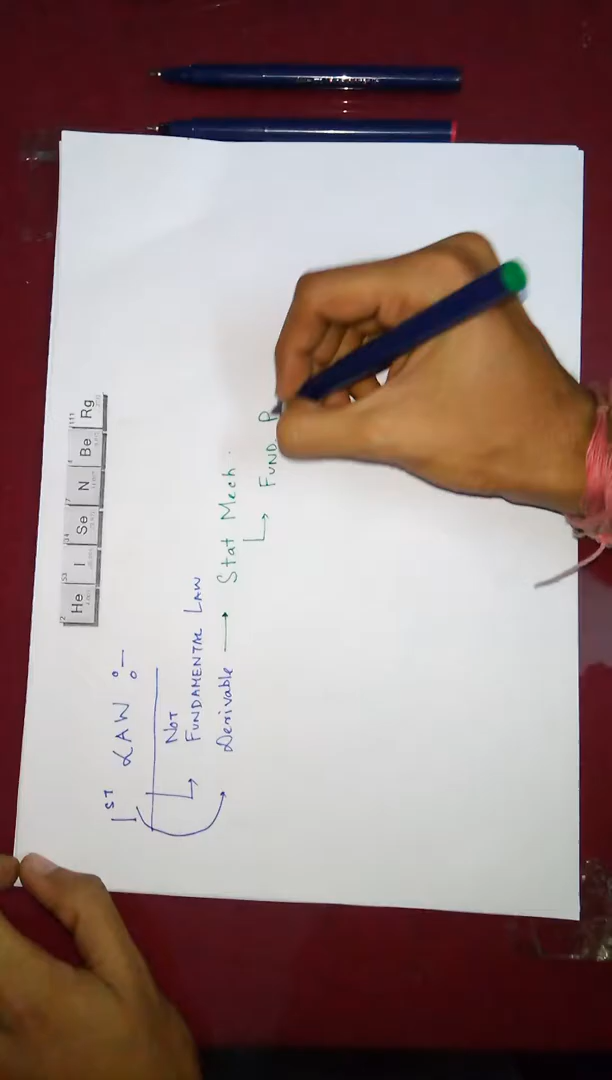 He I Se N Be Rg
1ST LAW :-
NOT
FUNDAMENTAL LAW
Derivable → Stat Mech.
FUND. P